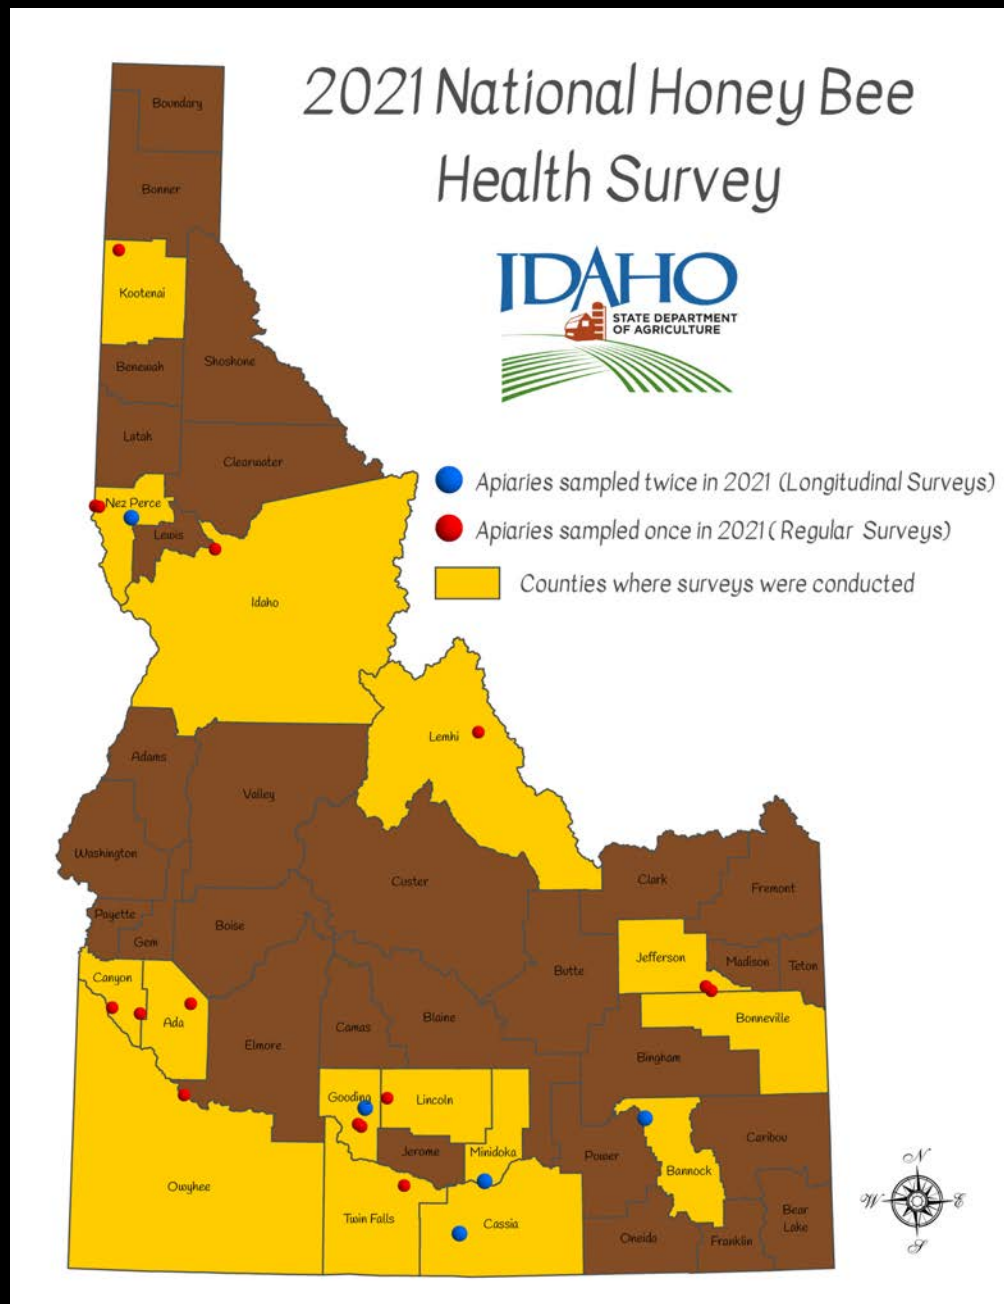 2021 National Honey Bee
Health Survey
IDAHO
STATE DEPARTMENT
OF AGRICULTURE
Apiaries sampled twice in 2021 (Longitudinal Surveys)
Apiaries sampled once in 2021 ( Regular Surveys)
Counties where surveys were conducted
Boundary
Bonner
Kootenai
Benewah
Shoshone
Latah
Clearwater
Nez Perce
Lewis
Idaho
Lemhi
Adams
Valley
Washington
Custer
Clark
Fremont
Payette
Gem
Boise
Butte
Jefferson
Madison
Teton
Canyon
Ada
Elmore
Camas
Blaine
Bonneville
Bingham
Gooding
Lincoln
Jerome
Minidoka
Power
Bannock
Caribou
Owyhee
Twin Falls
Cassia
Oneida
Franklin
Bear
Lake
N
W
E
S